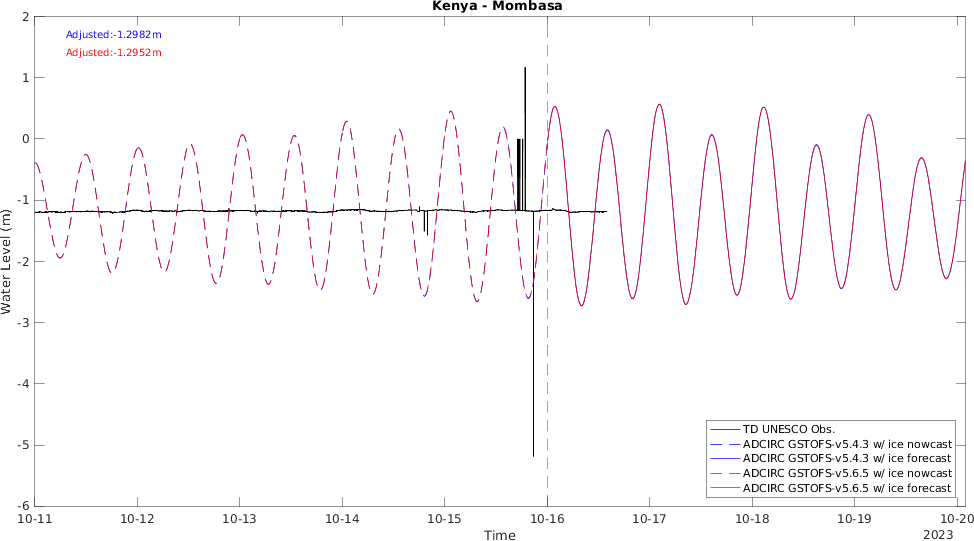 Kenya - Mombasa
Adjusted:-1.2982m
Adjusted:-1.2952m
2
1
0
-1
-2
-3
-4
-5
-6
Water Level (m)
TD UNESCO Obs.
ADCIRC GSTOFS-v5.4.3 w/ ice nowcast
ADCIRC GSTOFS-v5.4.3 w/ ice forecast
ADCIRC GSTOFS-v5.6.5 w/ ice nowcast
ADCIRC GSTOFS-v5.6.5 w/ ice forecast
10-11 10-12 10-13 10-14 10-15 10-16 10-17 10-18 10-19 10-20
Time
2023